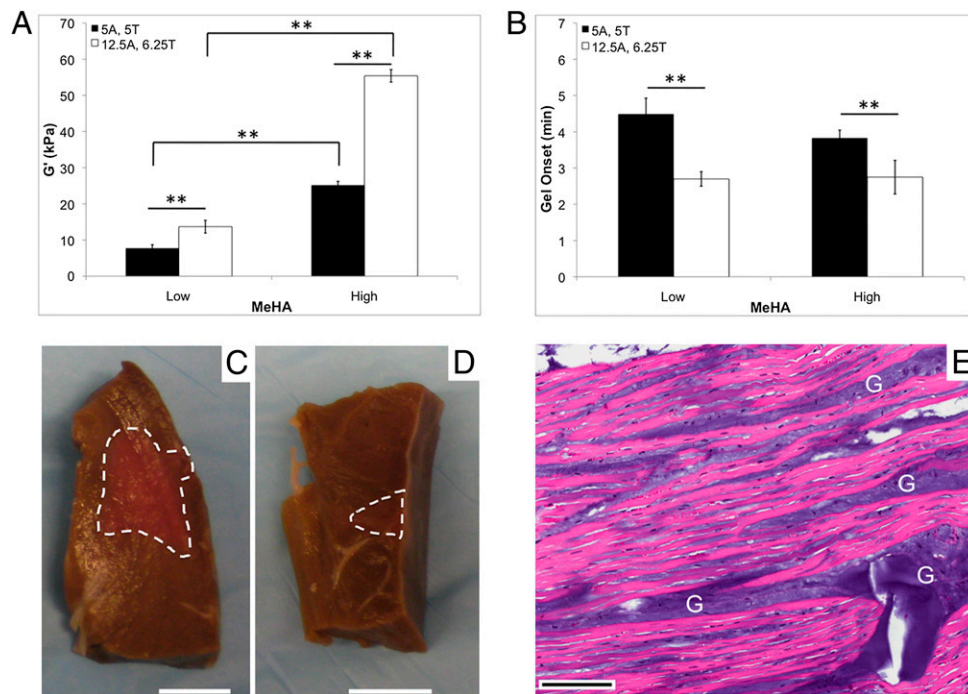 A
5A, 5T
12.5A, 6.25T
70
60
50
40
30
20
10
0
G' (kPa)
**
**
**
**
Low
High
MeHA
B
5A, 5T
12.5A, 6.25T
7
6
5
4
3
2
1
0
Gel Onset (min)
**
**
Low
High
MeHA
C
D
E
G
G
G
G